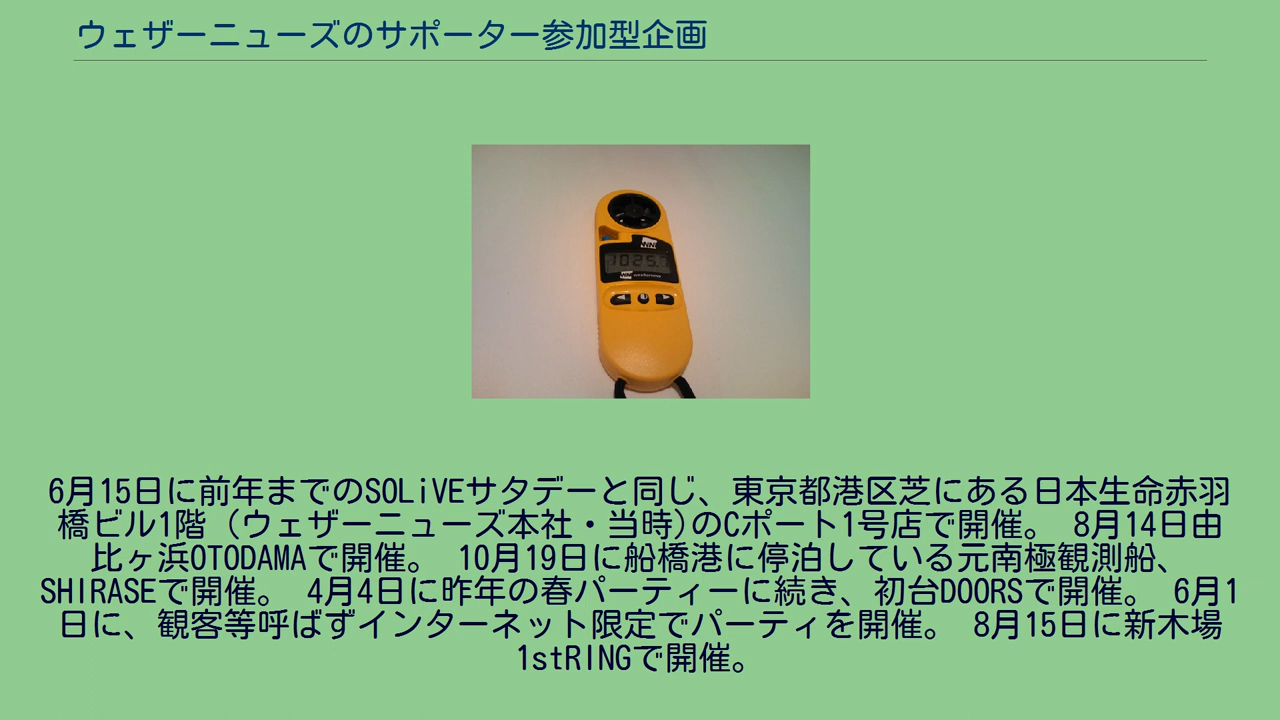 ウェザーニューズのサポーター参加型企画
1025.7
6月15日に前年までのSOLiVEサタデーと同じ、東京都港区芝にある日本生命赤羽
橋ビル1階 (ウェザーニューズ本社・当時)のCポート1号店で開催。 8月14日由
比ヶ浜OTODAMAで開催。 10月19日に船橋港に停泊している元南極観測船、
SHIRASEで開催。 4月4日に昨年の春パーティーに続き、初台DOORSで開催。 6月1
日に、観客等呼ばずインターネット限定でパーティを開催。 8月15日に新木場
1stRINGで開催。